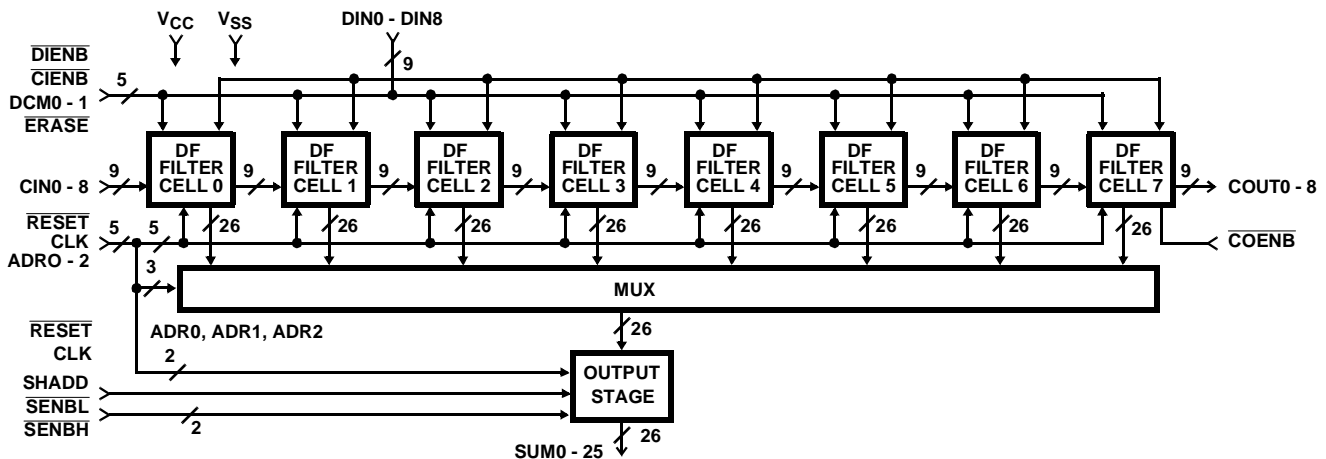 VCC
VSS
DIN0 - DIN8
DIENB
CIENB
DCM0 - 1
ERASE
5
9
DF FILTER CELL 0
DF FILTER CELL 1
DF FILTER CELL 2
DF FILTER CELL 3
DF FILTER CELL 4
DF FILTER CELL 5
DF FILTER CELL 6
DF FILTER CELL 7
CIN0 - 8
9
9
9
9
9
9
9
9
9
COUT0 - 8
RESET
CLK
ADRO - 2
5
5
26
26
26
26
26
26
26
26
COENB
3
MUX
ADR0, ADR1, ADR2
26
RESET
CLK
2
SHADD
SENBL
SENBH
2
OUTPUT
STAGE
26
SUM0 - 25